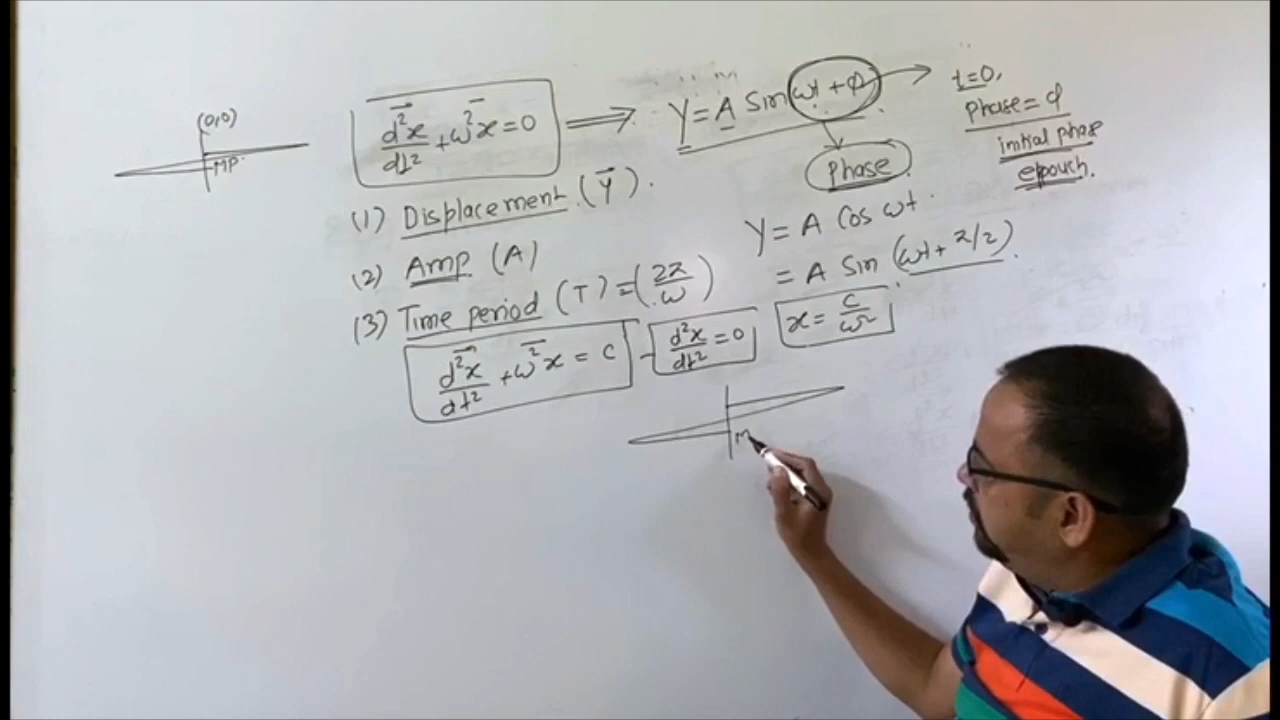 (0,0)
MP.
d²x⃗/dt² + ω²x = 0 ⟹ Y = A Sin(ωt + φ) →
t=0,
phase = φ
initial phase
epouch.
phase
(1) Displacement (Y⃗).
(2) Amp (A)
(3) Time period (T) = (2π/ω)
Y = A Cos ωt.
= A Sin (ωt + π/2).
d²x⃗/dt² + ω²x = C
d²x/dt² = 0
x = C/ω²
M